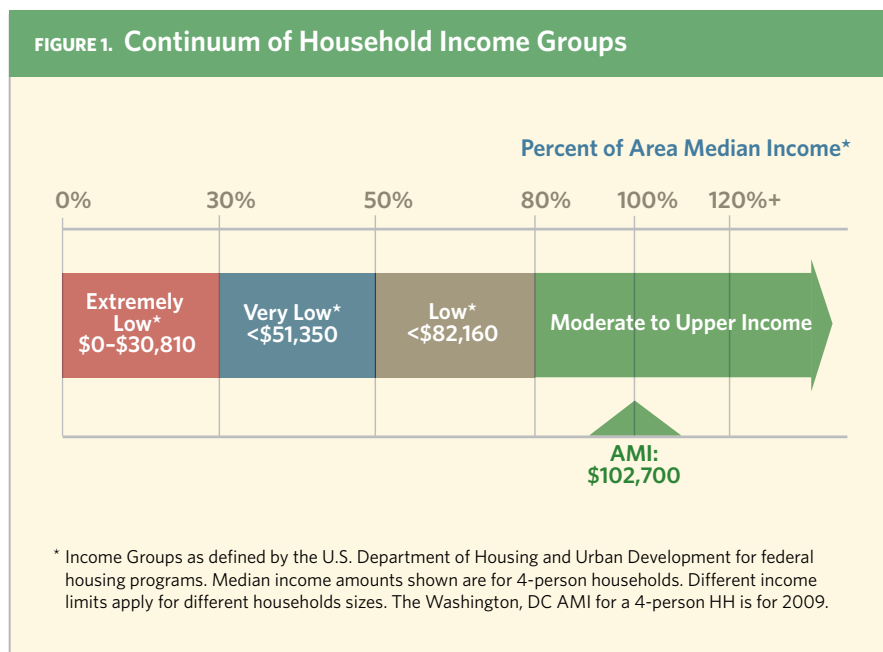 FIGURE 1. Continuum of Household Income Groups
Percent of Area Median Income*
0% 30% 50% 80% 100% 120%+
Extremely
Low*
$0–$30,810
Very Low*
<$51,350
Low*
<$82,160
Moderate to Upper Income
AMI:
$102,700
* Income Groups as defined by the U.S. Department of Housing and Urban Development for federal
housing programs. Median income amounts shown are for 4-person households. Different income
limits apply for different households sizes. The Washington, DC AMI for a 4-person HH is for 2009.